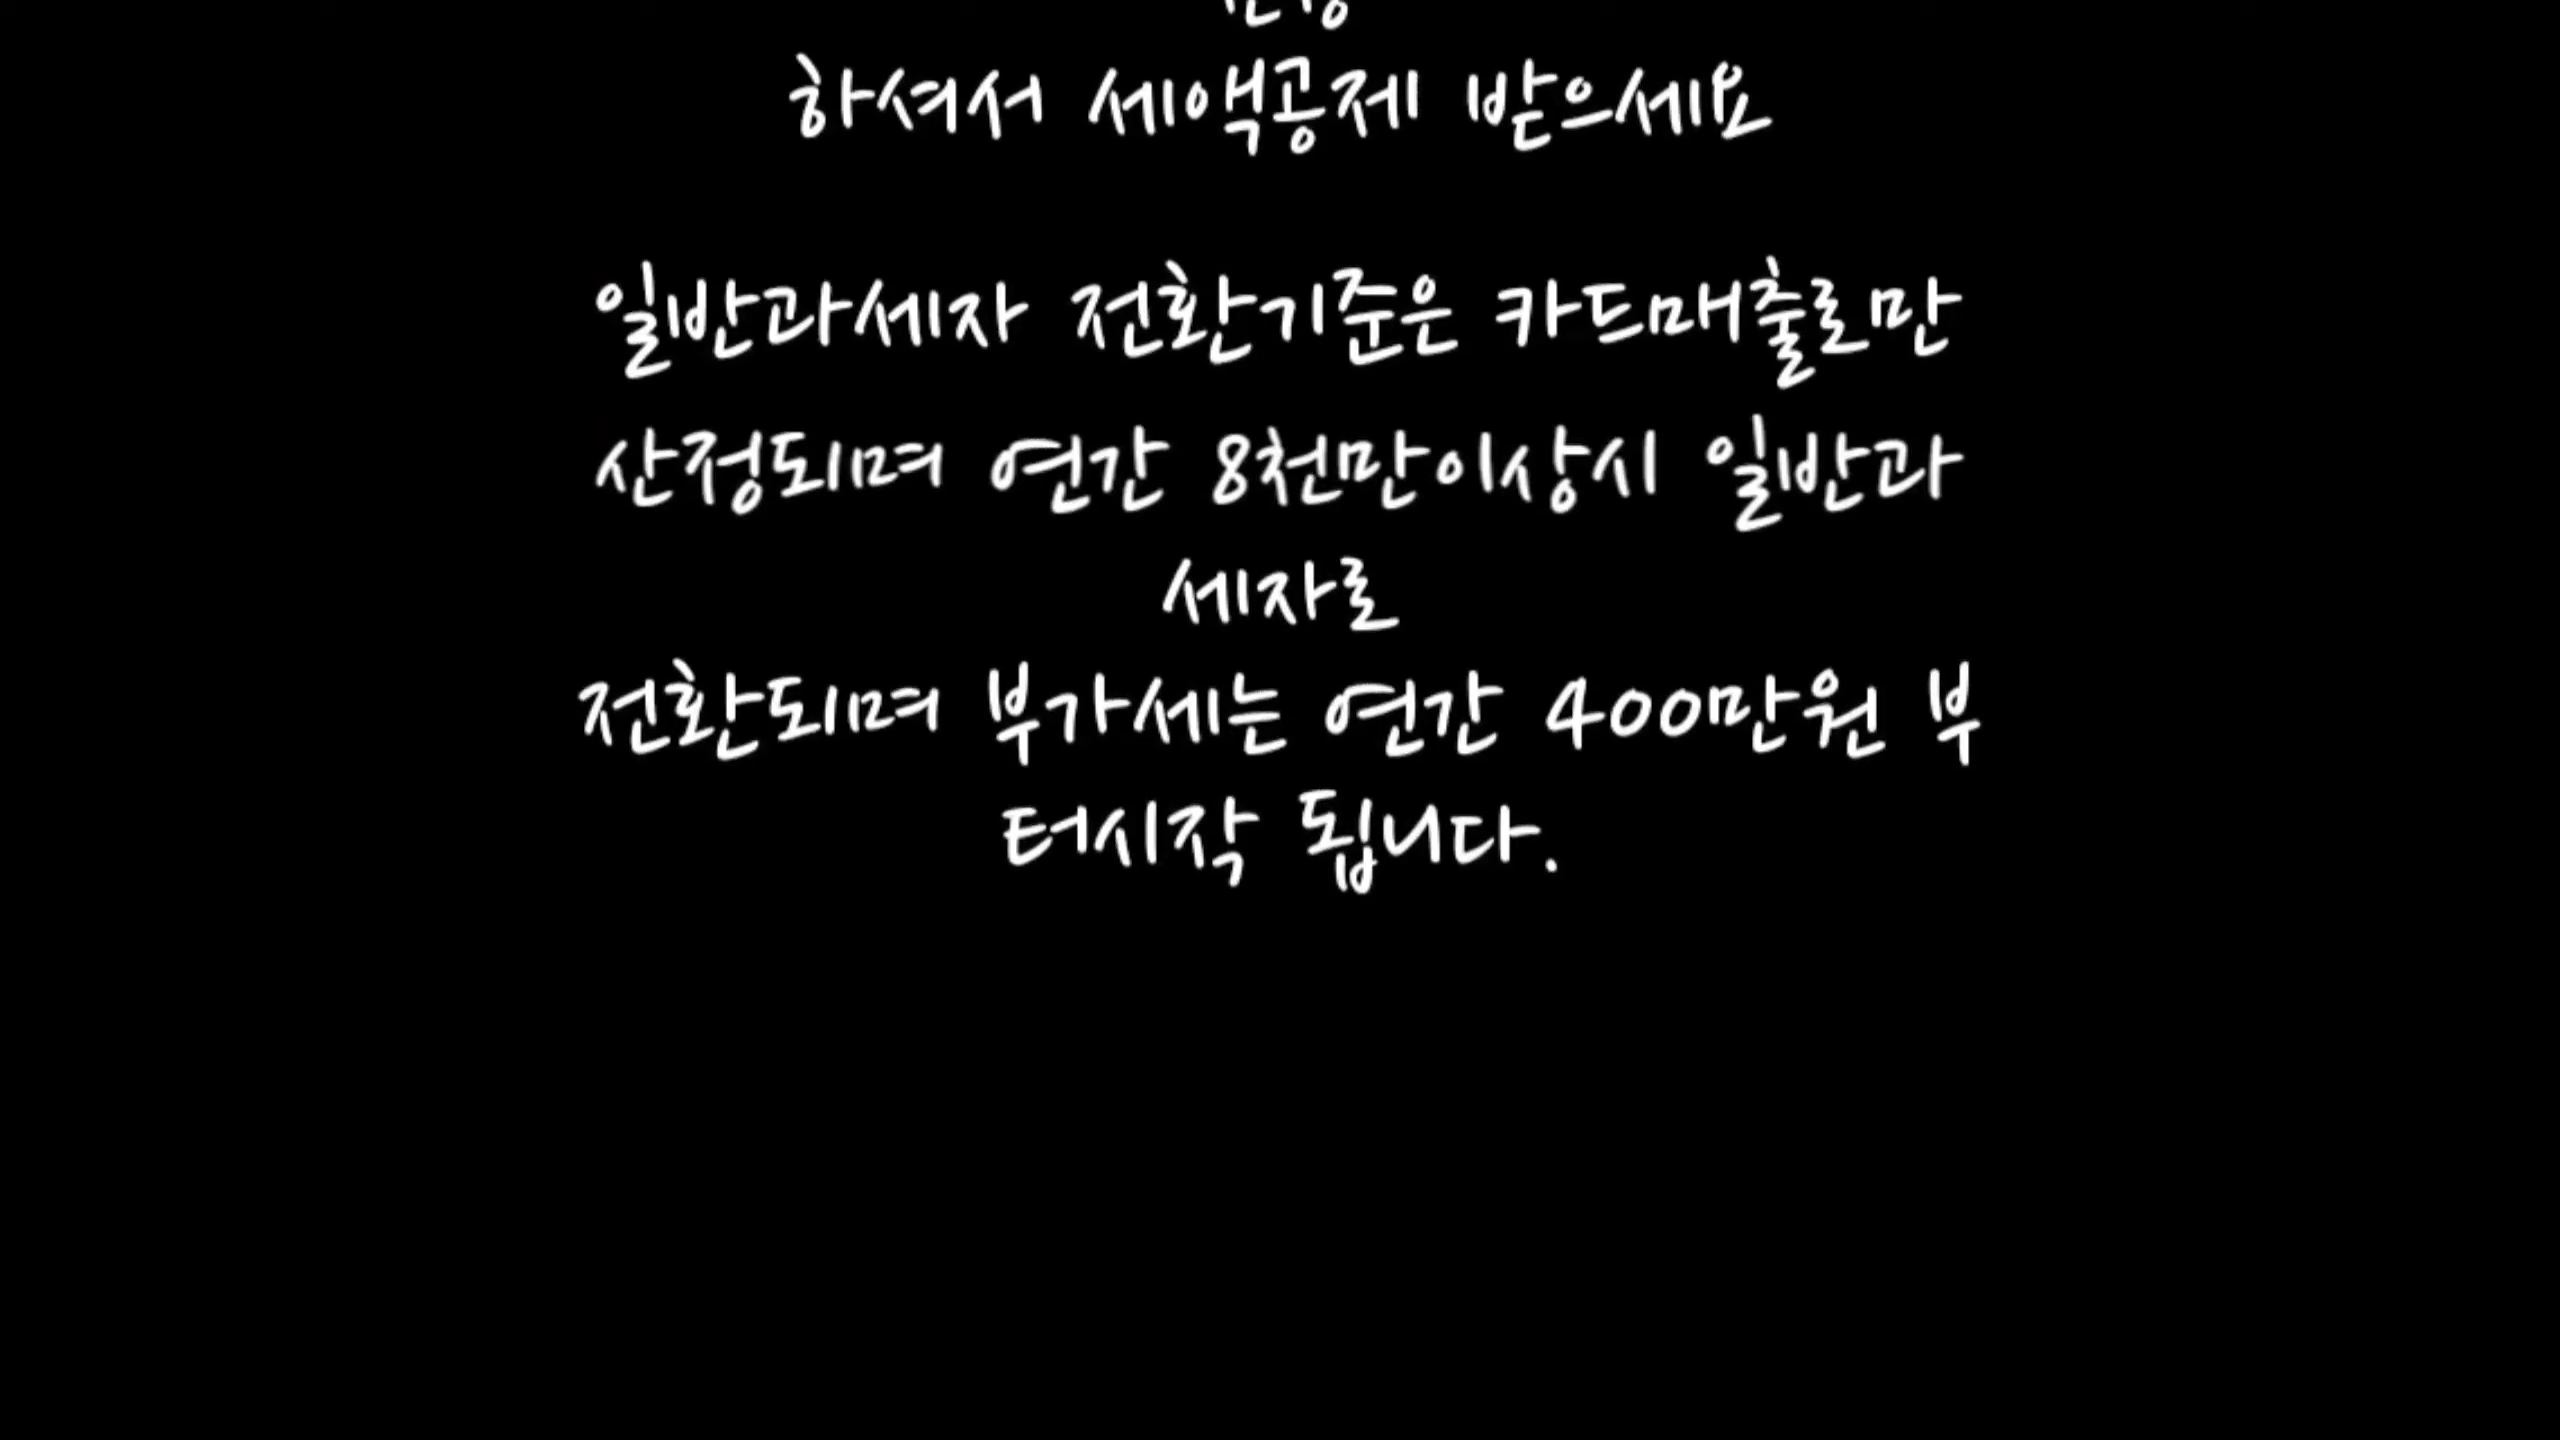 하셔서 세액공제 받으세요
일반과세자 전환기준은 카드매출로만
산정되며 연간 8천만이상시 일반과
세자로
전환되며 부가세는 연간 400만원 부
터시작 됩니다.